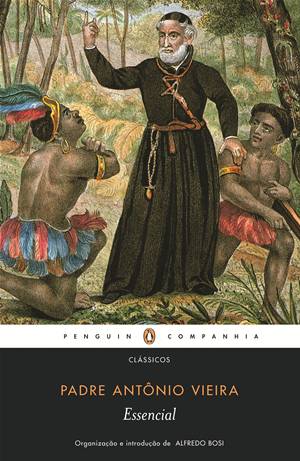 PENGUIN COMPANHIA
CLÁSSICOS
PADRE ANTÔNIO VIEIRA
Essencial
Organização e introdução de ALFREDO BOSI